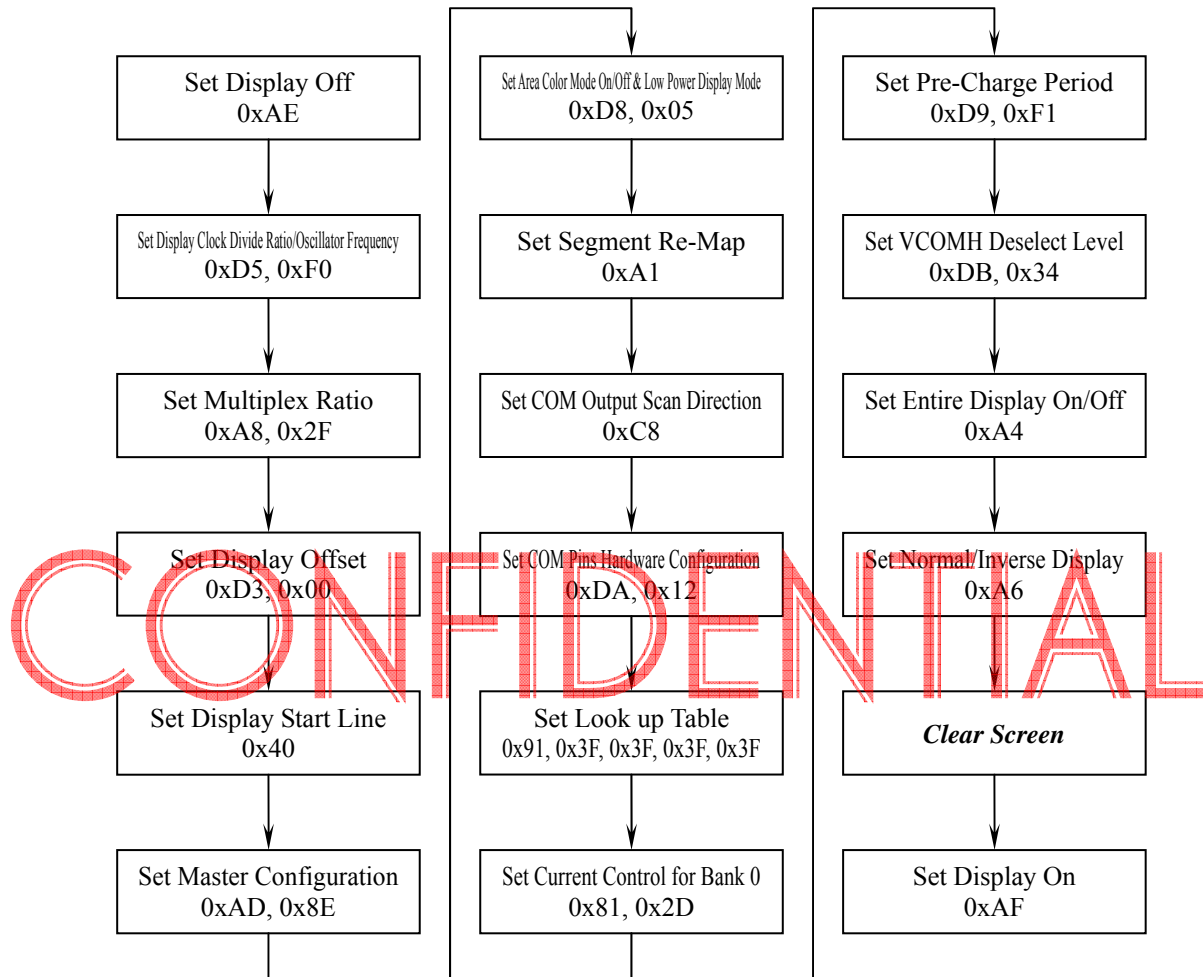 Set Display Off
0xAE
Set Display Clock Divide Ratio/Oscillator Frequency
0xD5, 0xF0
Set Multiplex Ratio
0xA8, 0x2F
Set Display Offset
0xD3, 0x00
Set Display Start Line
0x40
Set Master Configuration
0xAD, 0x8E
Set Area Color Mode On/Off & Low Power Display Mode
0xD8, 0x05
Set Segment Re-Map
0xA1
Set COM Output Scan Direction
0xC8
Set COM Pins Hardware Configuration
0xDA, 0x12
Set Look up Table
0x91, 0x3F, 0x3F, 0x3F, 0x3F
Set Current Control for Bank 0
0x81, 0x2D
Set Pre-Charge Period
0xD9, 0xF1
Set VCOMH Deselect Level
0xDB, 0x34
Set Entire Display On/Off
0xA4
Set Normal/Inverse Display
0xA6
Clear Screen
Set Display On
0xAF
CONFIDENTIAL